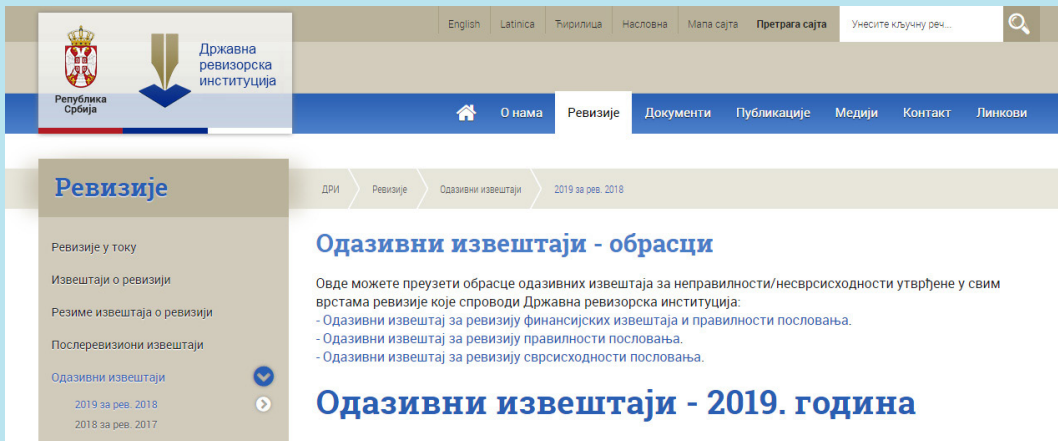 English Latinica Ћирилица Насловна Мапа сајта Претрага сајта Унесите кључну реч...
Државна
ревизорска
институција
Република
Србија
О нама Ревизије Документи Публикације Медији Контакт Линкови
Ревизије
ДРИ Ревизије Одазивни извештаји 2019 за рев. 2018
Ревизије у току
Извештаји о ревизији
Резиме извештаја о ревизији
Послеревизиони извештаји
Одазивни извештаји
2019 за рев. 2018
2018 за рев. 2017
Одазивни извештаји - обрасци
Овде можете преузети обрасце одазивних извештаја за неправилности/несврсисходности утврђене у свим
врстама ревизије које спроводи Државна ревизорска институција:
- Одазивни извештај за ревизију финансијских извештаја и правилности пословања.
- Одазивни извештај за ревизију правилности пословања.
- Одазивни извештај за ревизију сврсисходности пословања.
Одазивни извештаји - 2019. година